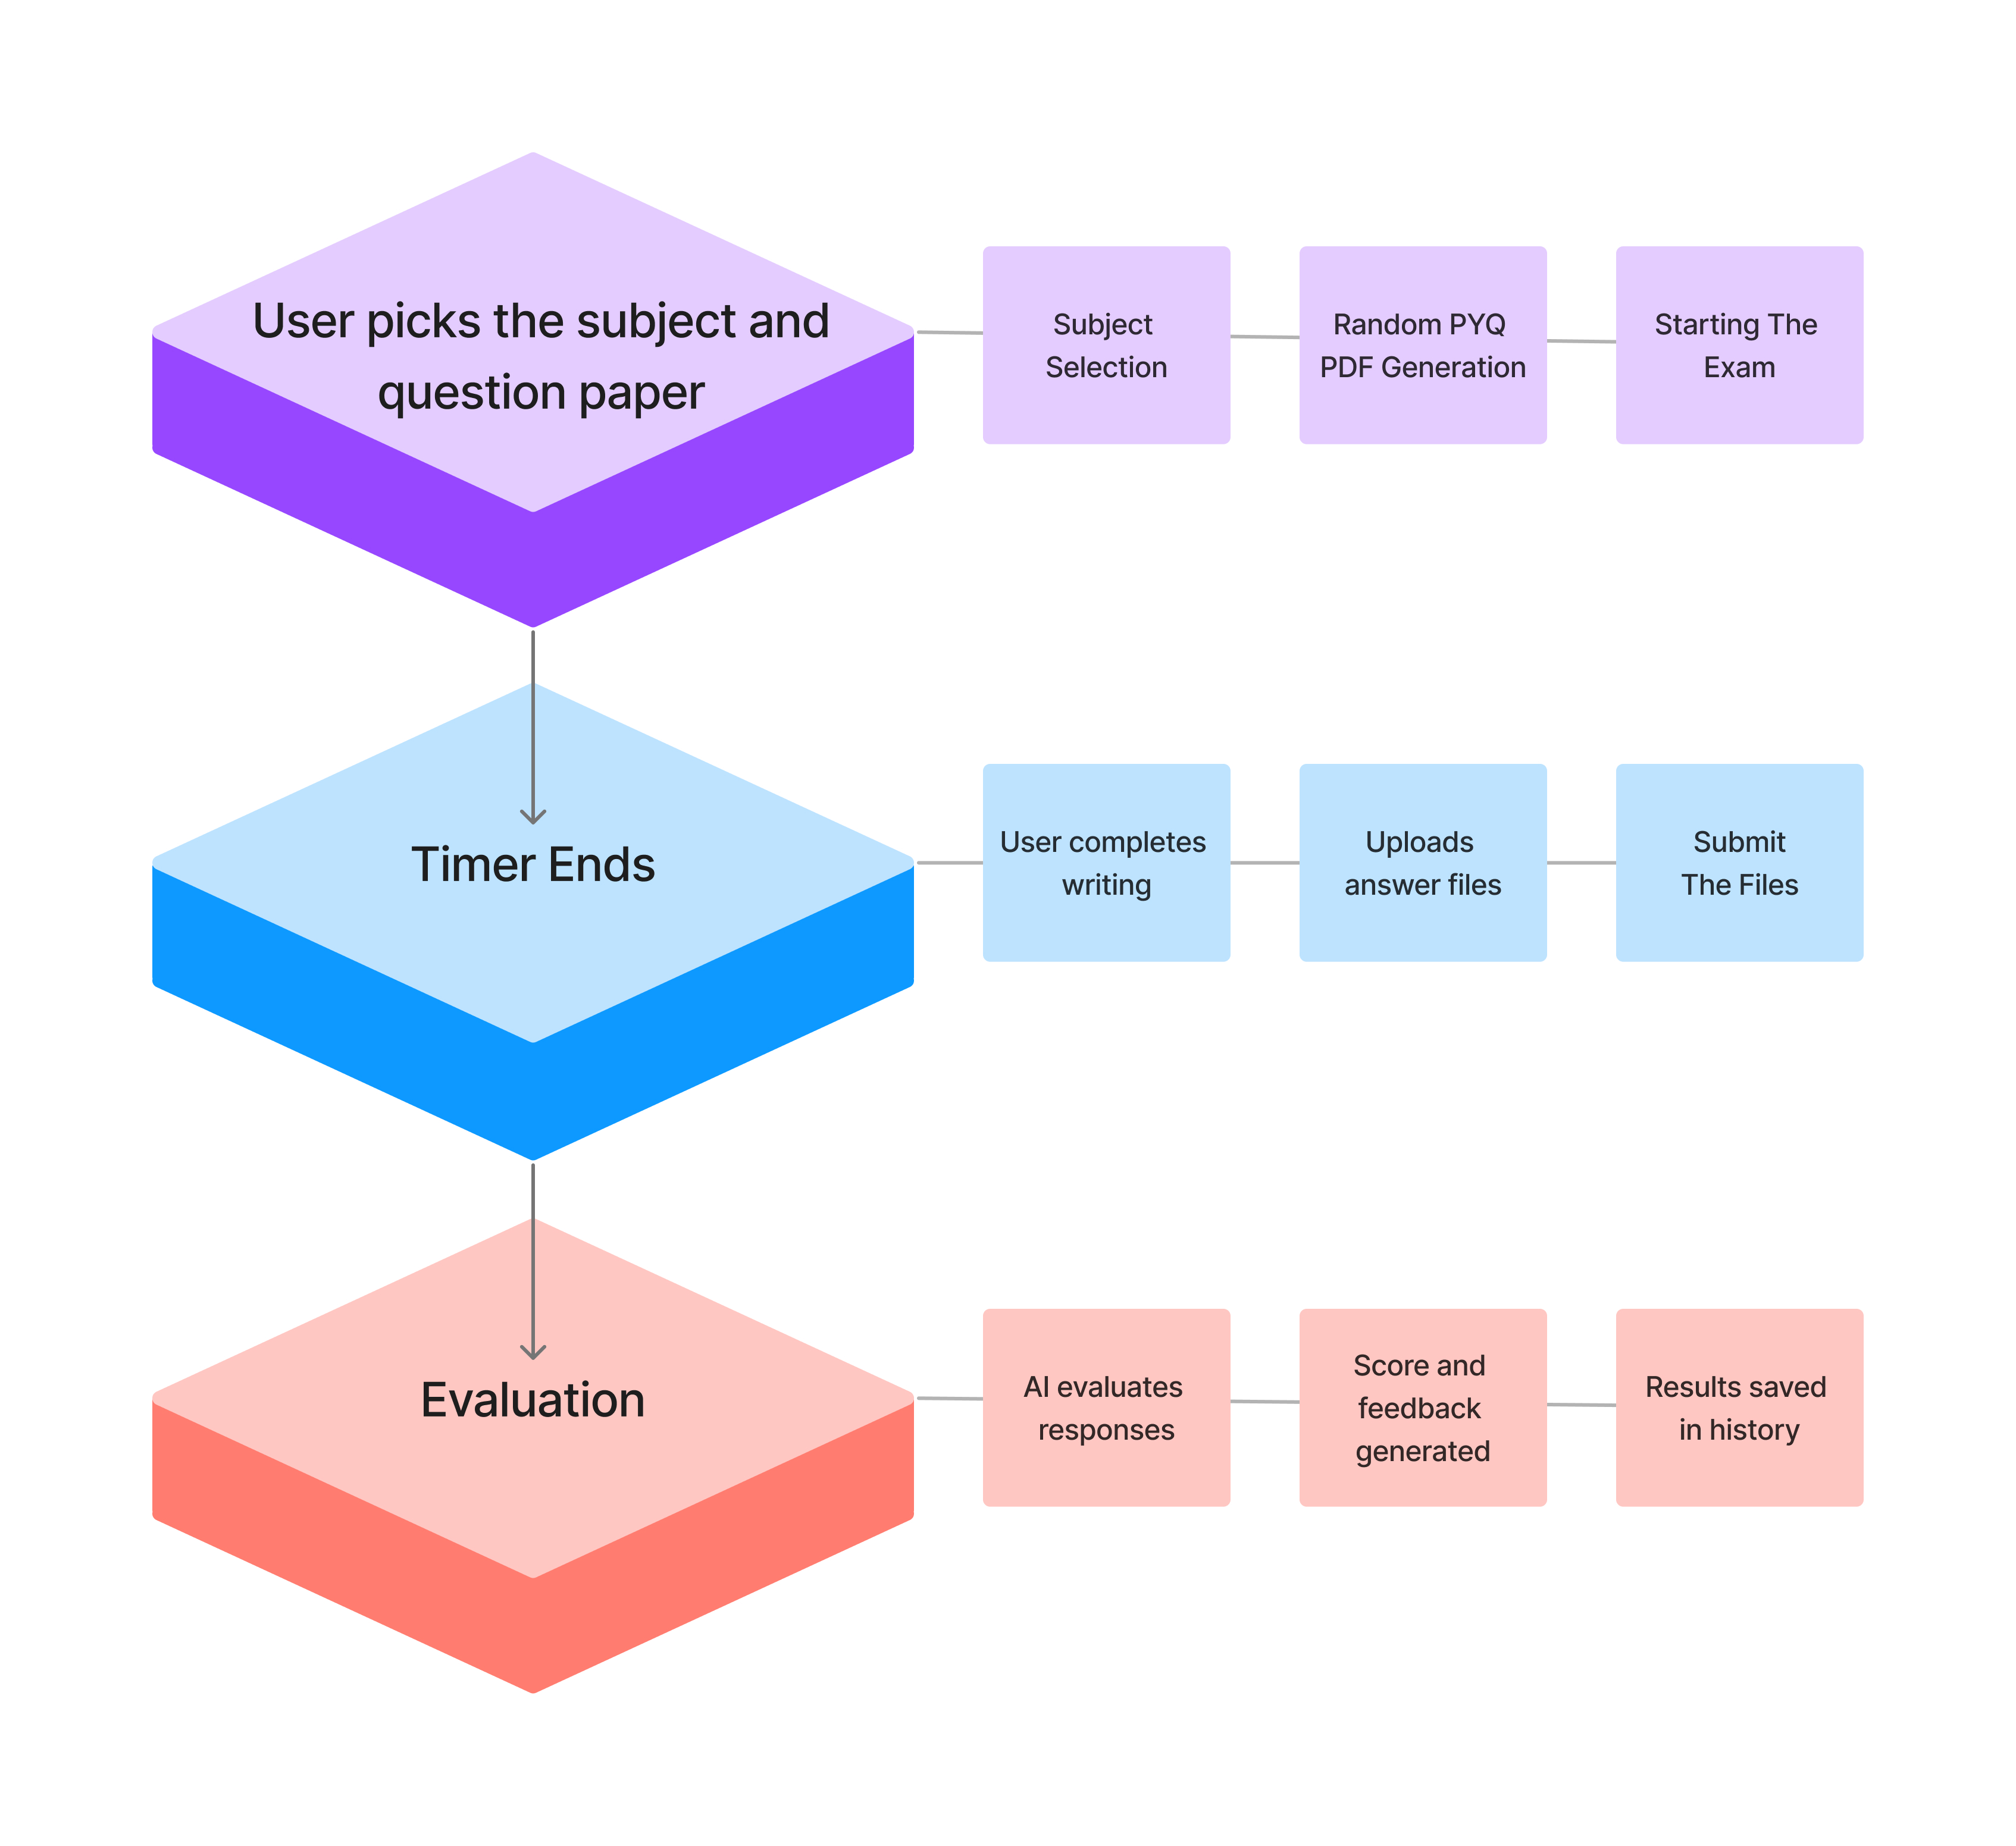 User picks the subject and
question paper
Subject
Selection
Random PYQ
PDF Generation
Starting The
Exam
Timer Ends
User completes
writing
Uploads
answer files
Submit
The Files
Evaluation
AI evaluates
responses
Score and
feedback
generated
Results saved
in history